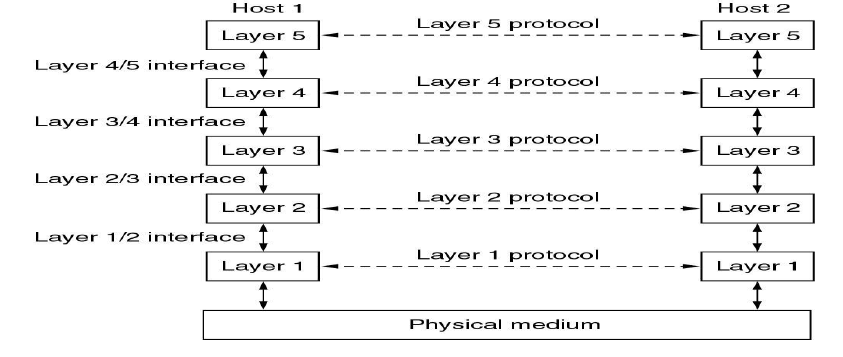 Host 1 Host 2
Layer 5 protocol
Layer 5 Layer 5
Layer 4/5 interface
Layer 4 protocol
Layer 4 Layer 4
Layer 3/4 interface
Layer 3 protocol
Layer 3 Layer 3
Layer 2/3 interface
Layer 2 protocol
Layer 2 Layer 2
Layer 1/2 interface
Layer 1 protocol
Layer 1 Layer 1
Physical medium